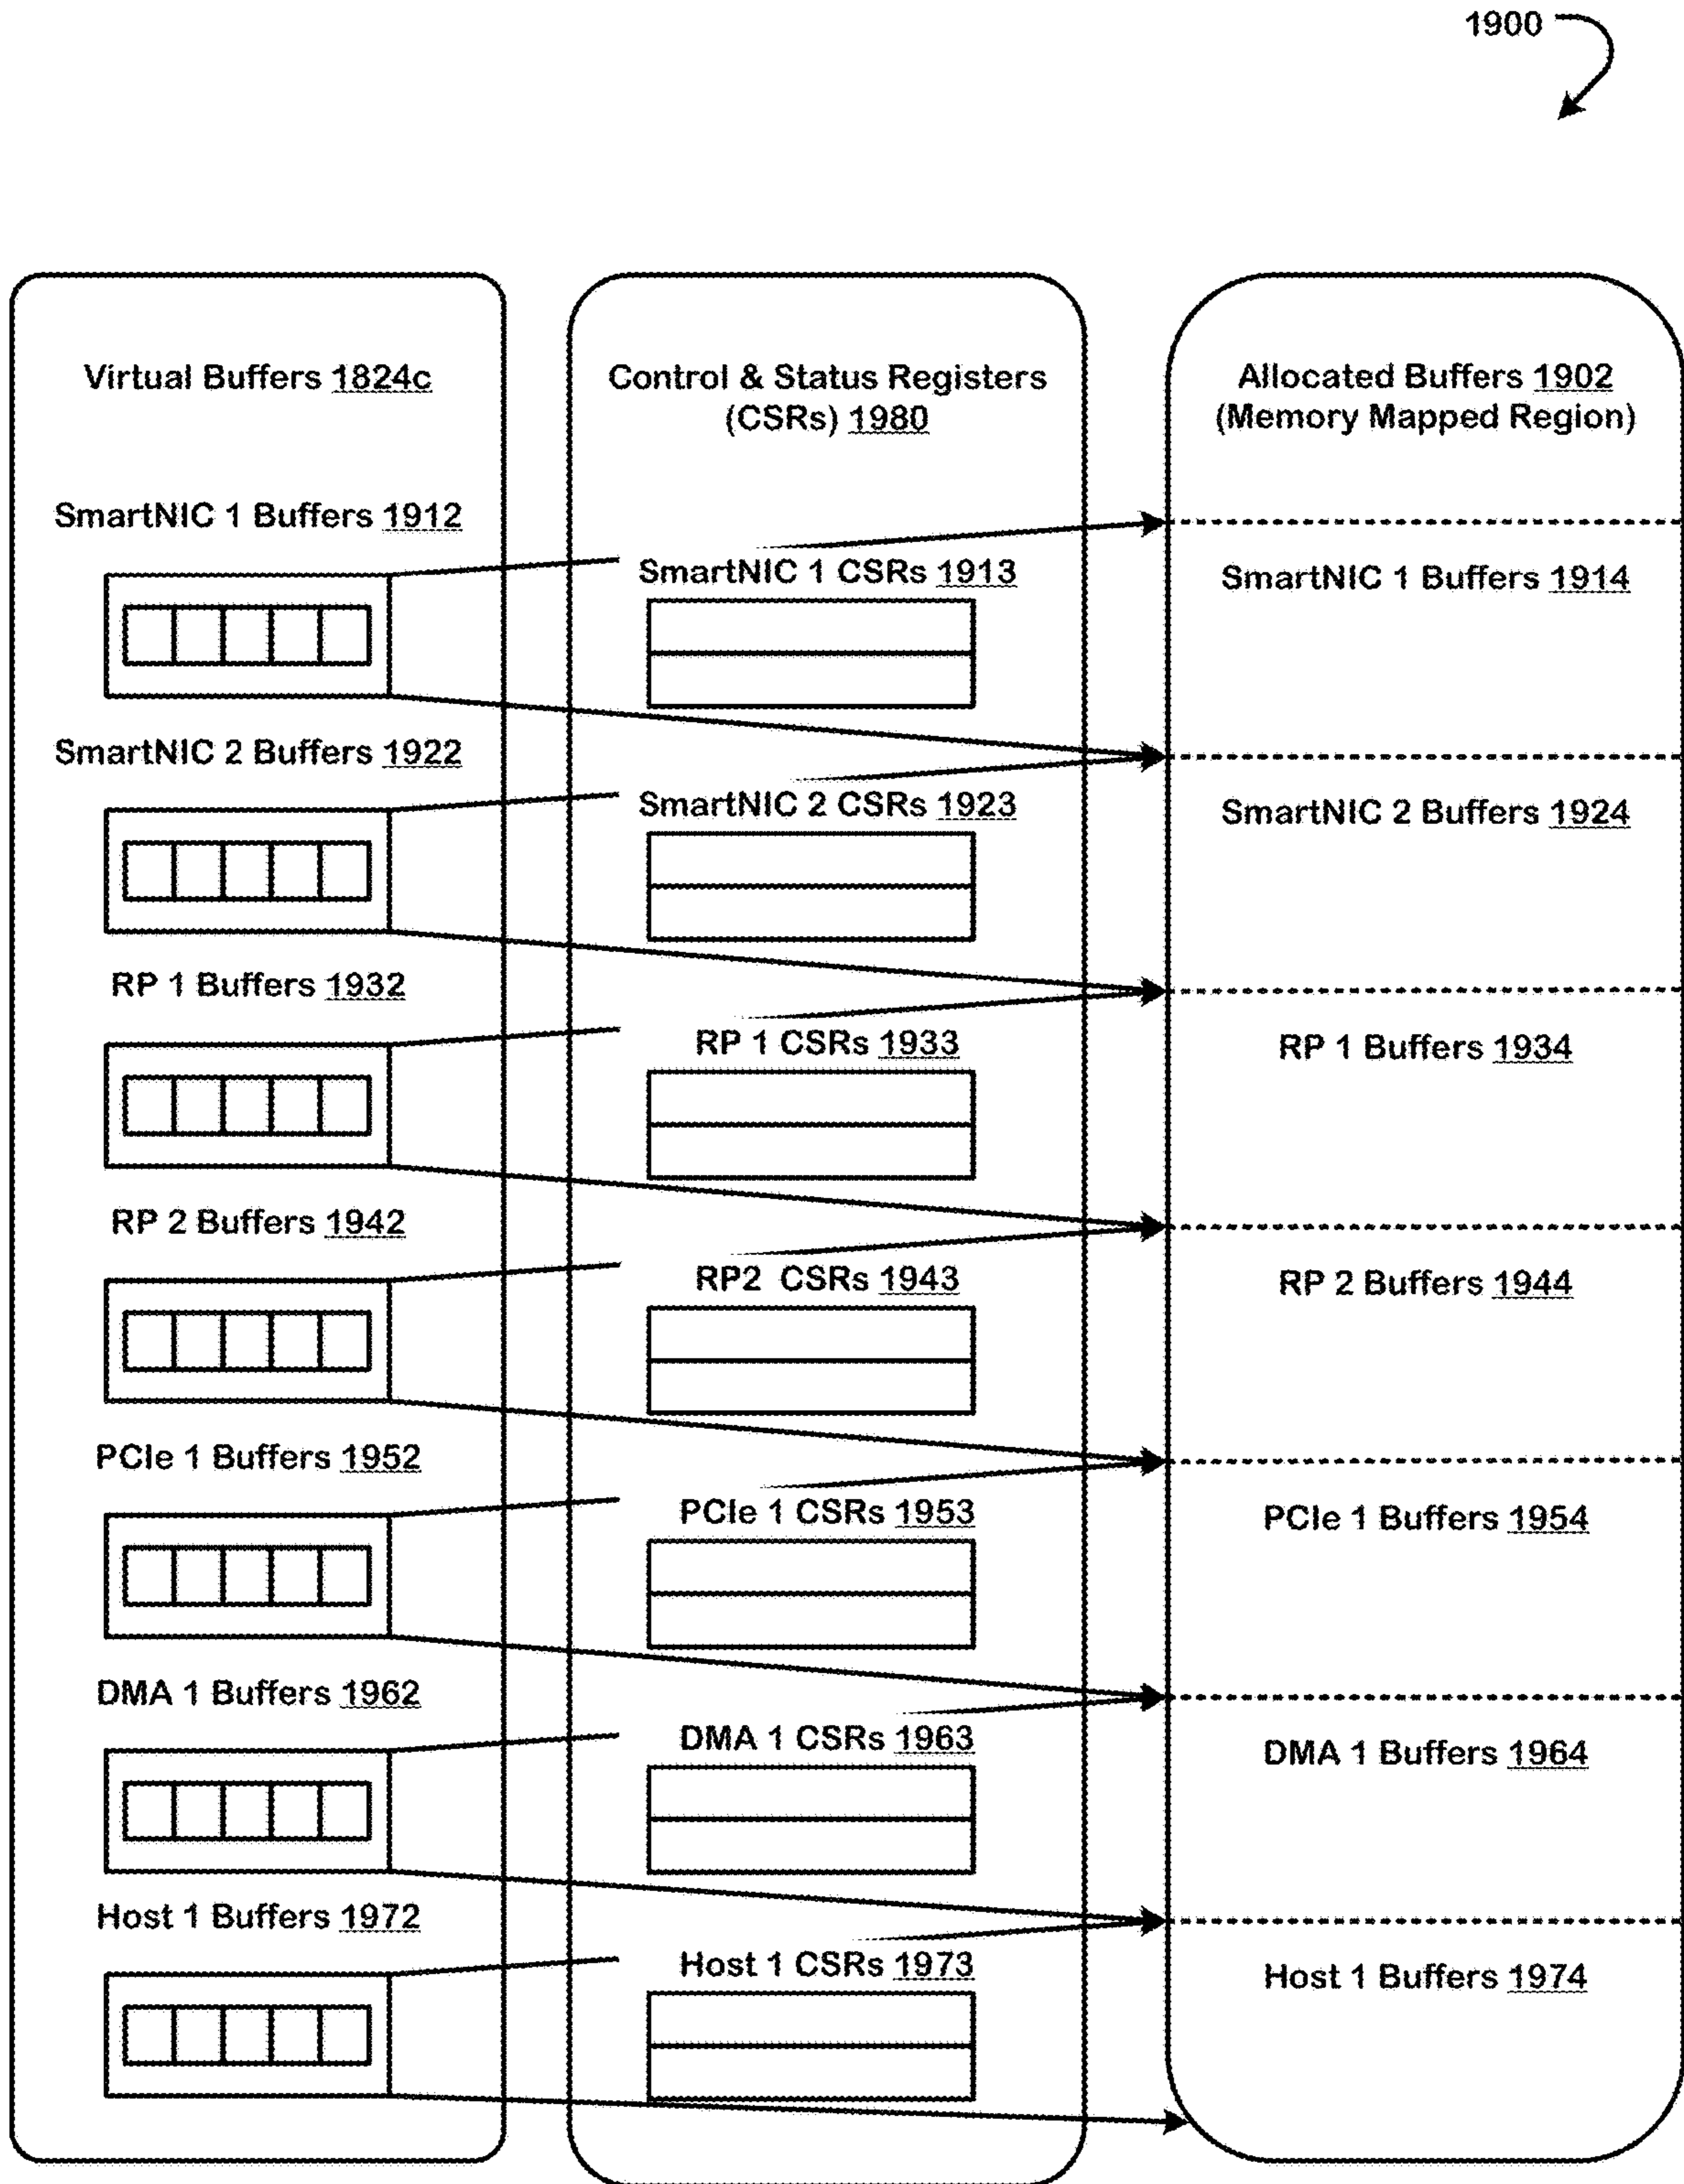 1900
Virtual Buffers 1824c
SmartNIC 1 Buffers 1912
SmartNIC 2 Buffers 1922
RP 1 Buffers 1932
RP 2 Buffers 1942
PCIe 1 Buffers 1952
DMA 1 Buffers 1962
Host 1 Buffers 1972
Control & Status Registers
(CSRs) 1980
SmartNIC 1 CSRs 1913
SmartNIC 2 CSRs 1923
RP 1 CSRs 1933
RP2 CSRs 1943
PCIe 1 CSRs 1953
DMA 1 CSRs 1963
Host 1 CSRs 1973
Allocated Buffers 1902
(Memory Mapped Region)
SmartNIC 1 Buffers 1914
SmartNIC 2 Buffers 1924
RP 1 Buffers 1934
RP 2 Buffers 1944
PCIe 1 Buffers 1954
DMA 1 Buffers 1964
Host 1 Buffers 1974